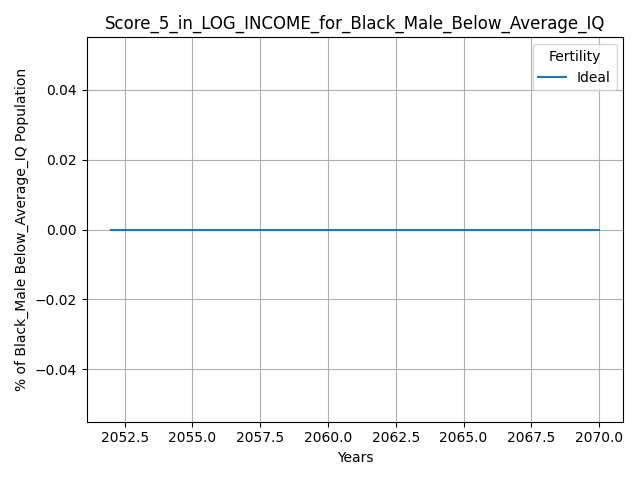 Score_5_in_LOG_INCOME_for_Black_Male_Below_Average_IQ
Fertility
Ideal
% of Black_Male Below_Average_IQ Population
0.04
0.02
0.00
−0.02
−0.04
2052.5 2055.0 2057.5 2060.0 2062.5 2065.0 2067.5 2070.0
Years